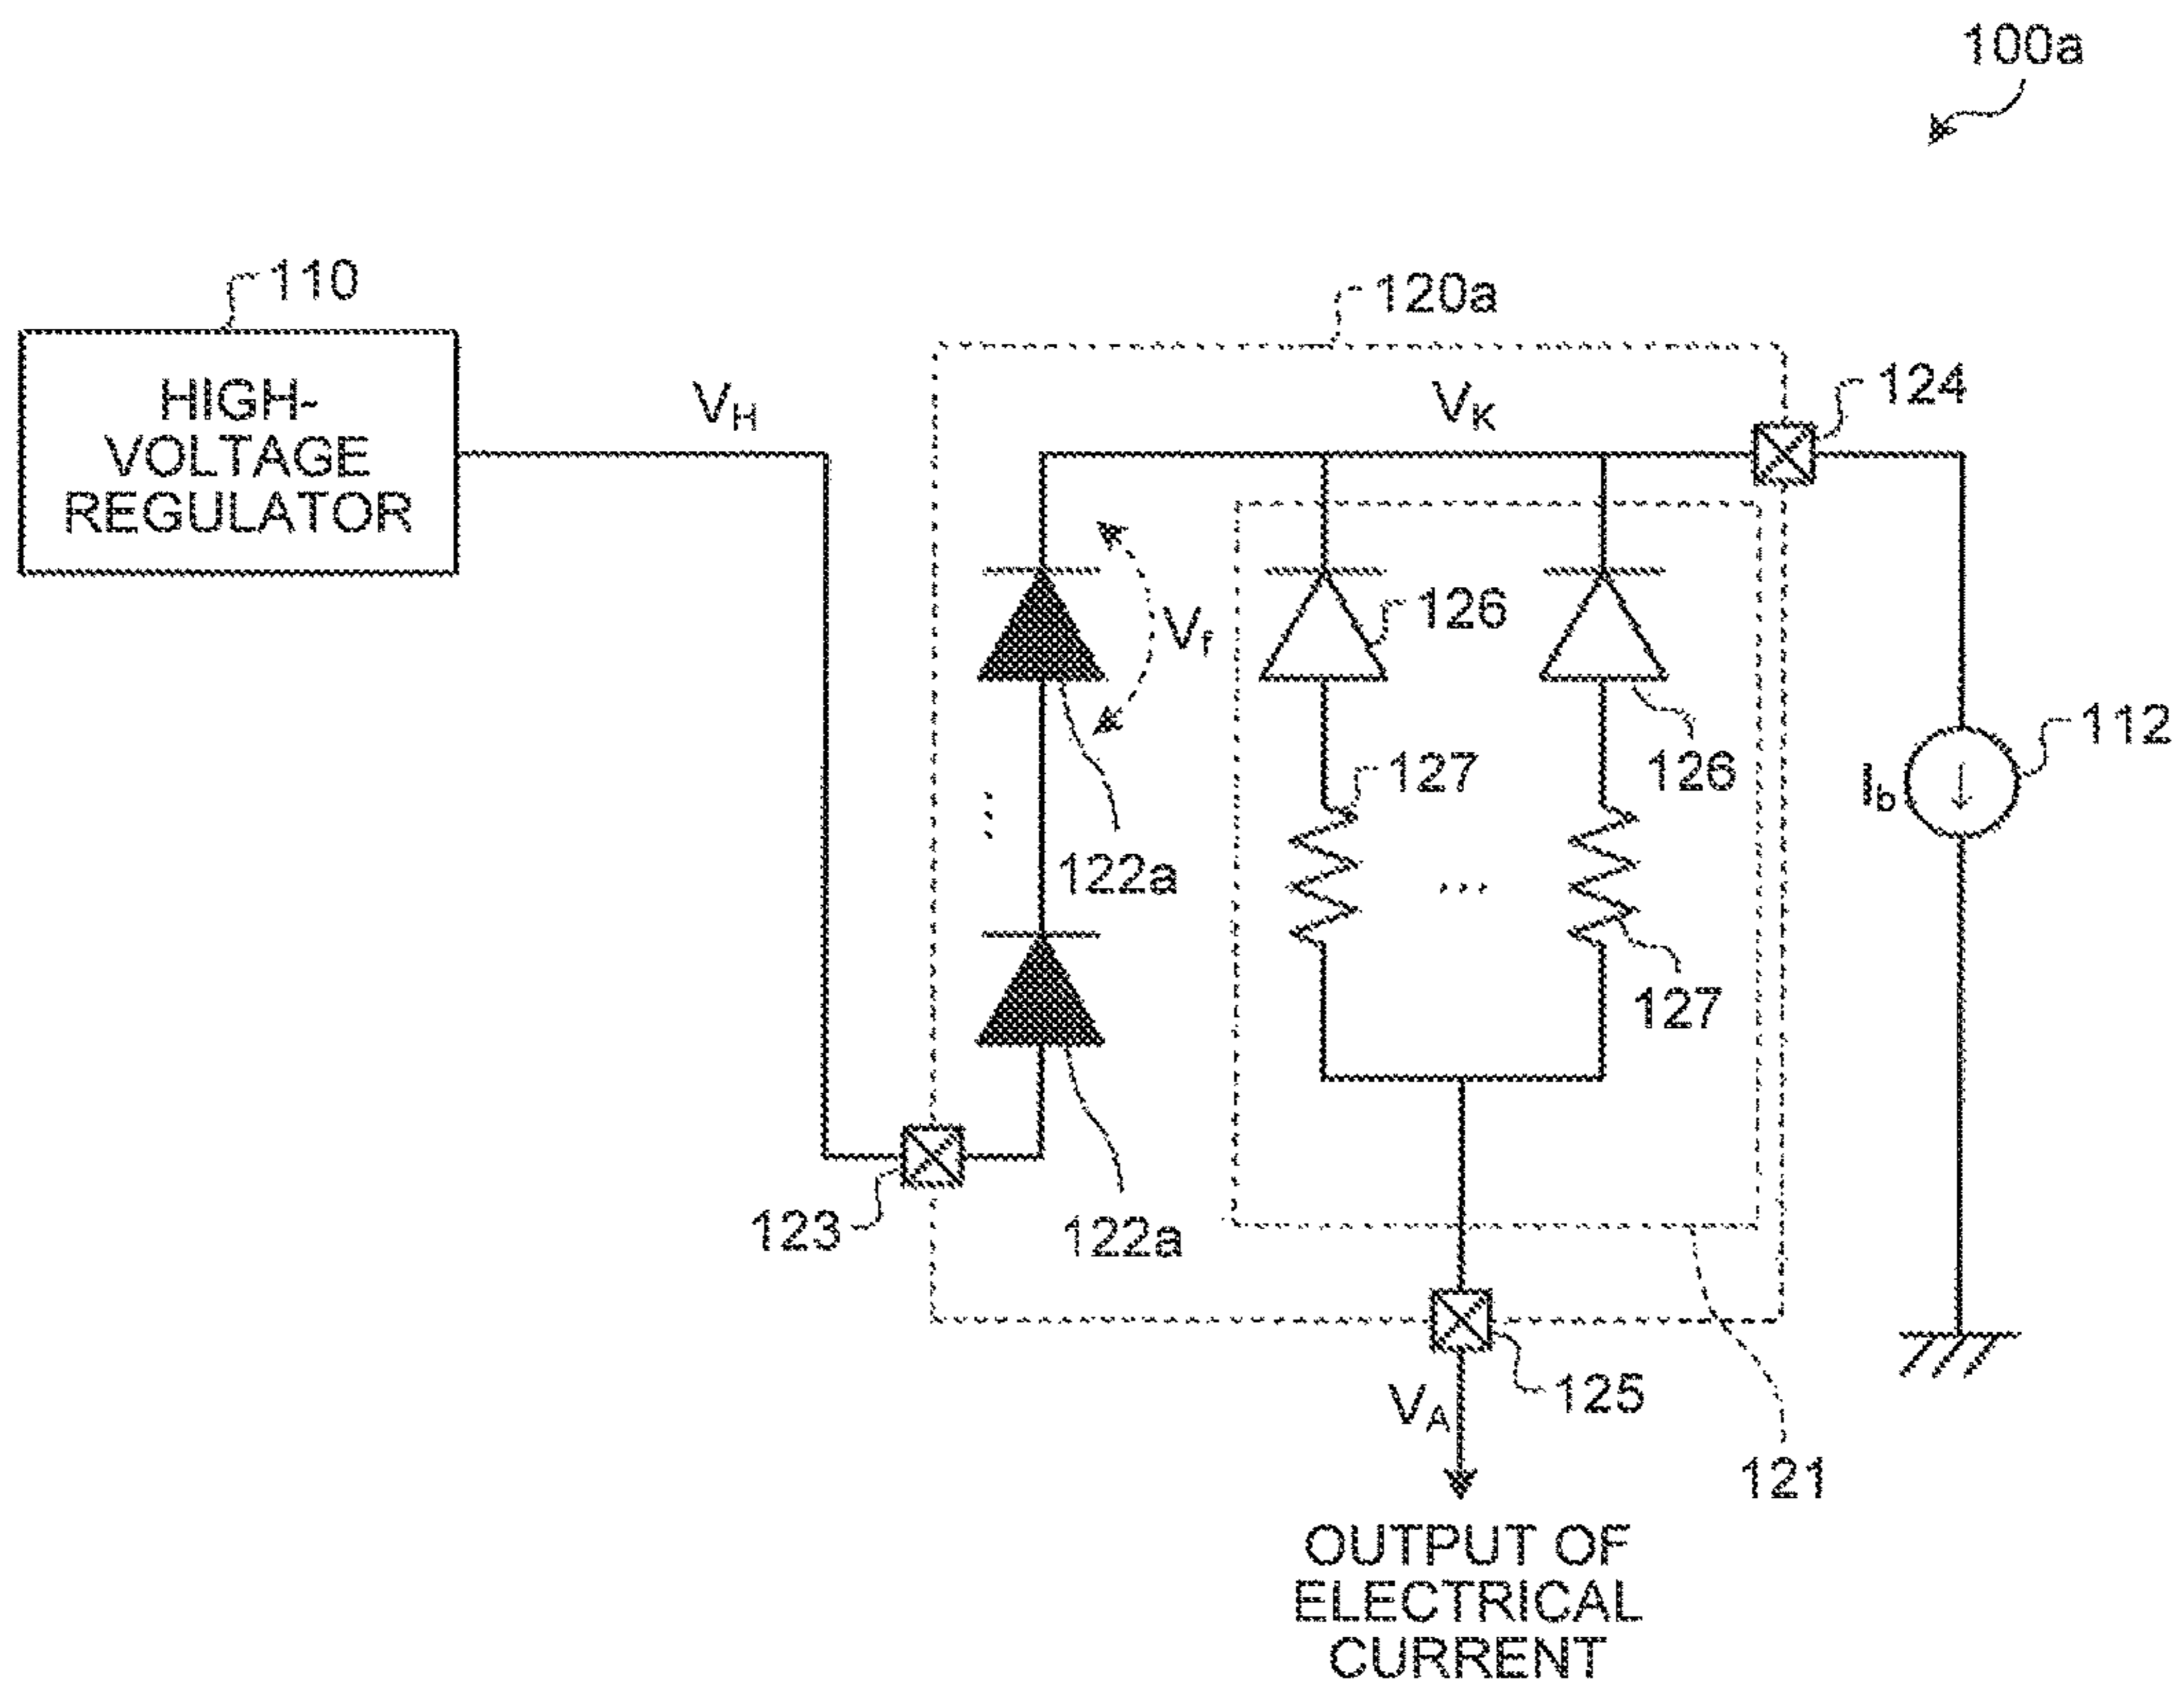 100a
110
120a
HIGH-
VOLTAGE
REGULATOR
VH
VK
124
Vf
126
126
112
Ib
127
127
...
...
122a
122a
123
125
VA
121
OUTPUT OF
ELECTRICAL
CURRENT